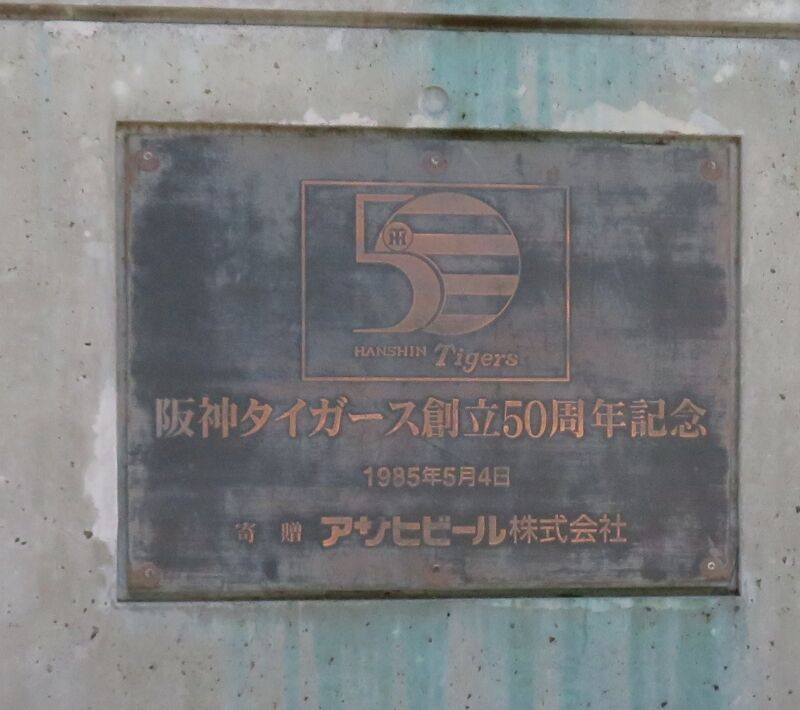 50
HANSHIN Tigers
阪神タイガース創立50周年記念
1985年5月4日
寄贈 アサヒビール株式会社